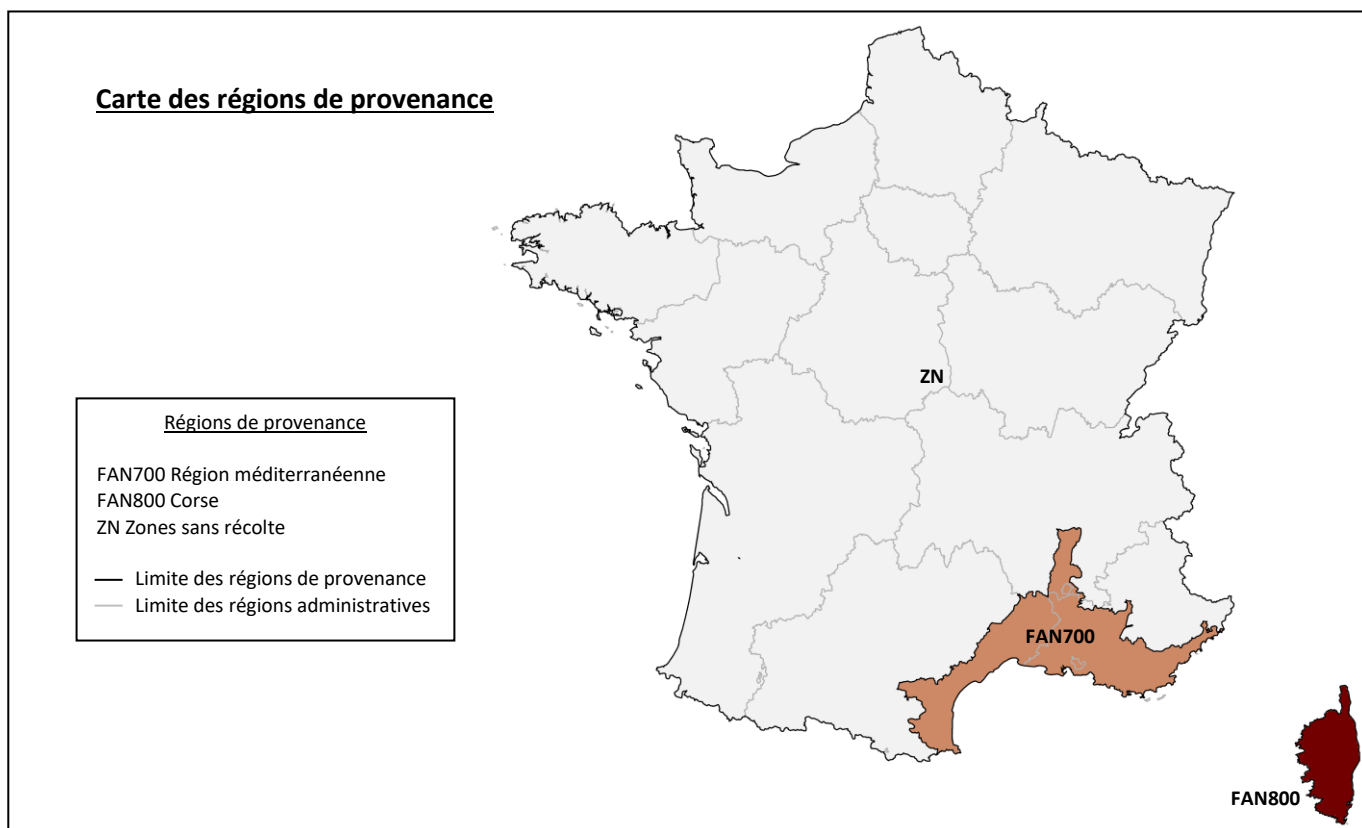 Carte des régions de provenance
ZN
Régions de provenance
FAN700 Région méditerranéenne
FAN800 Corse
ZN Zones sans récolte
Limite des régions de provenance
Limite des régions administratives
FAN700
FAN800